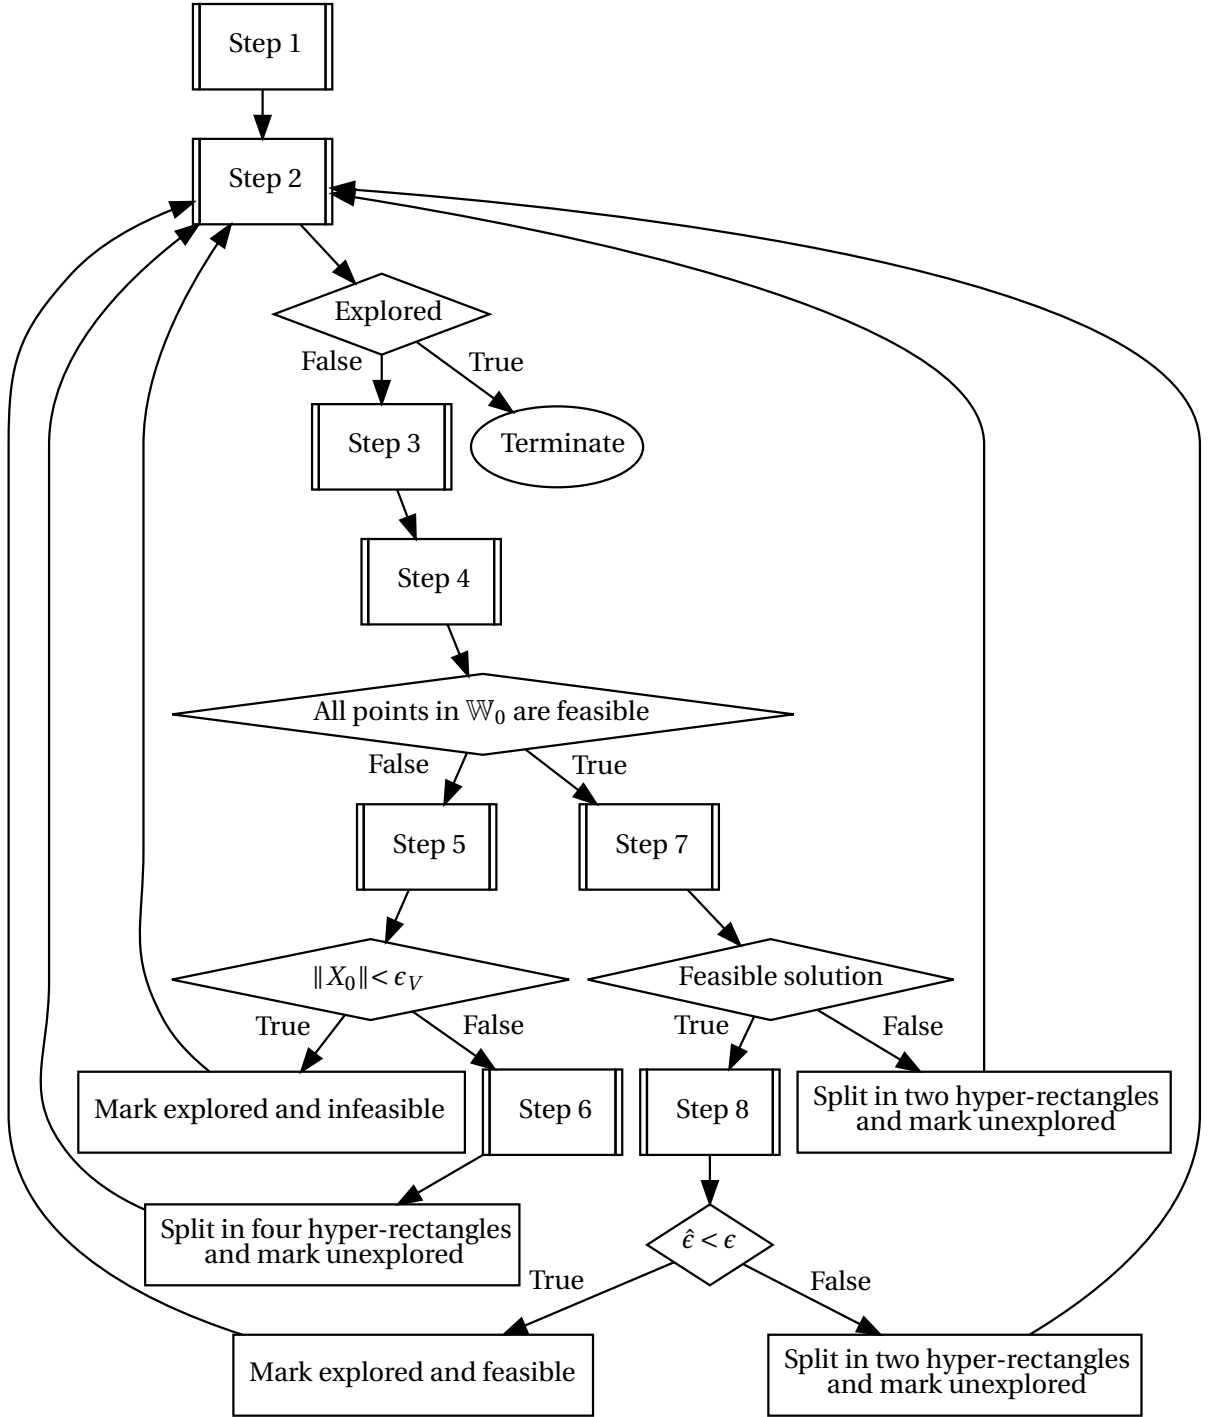 Step 1
Step 2
Explored
False
True
Step 3
Terminate
Step 4
All points in 𝕎₀ are feasible
False
True
Step 5
Step 7
‖X₀‖ < ϵ_V
Feasible solution
True
False
True
False
Mark explored and infeasible
Step 6
Step 8
Split in two hyper-rectangles
and mark unexplored
Split in four hyper-rectangles
and mark unexplored
ϵ̂ < ϵ
True
False
Mark explored and feasible
Split in two hyper-rectangles
and mark unexplored